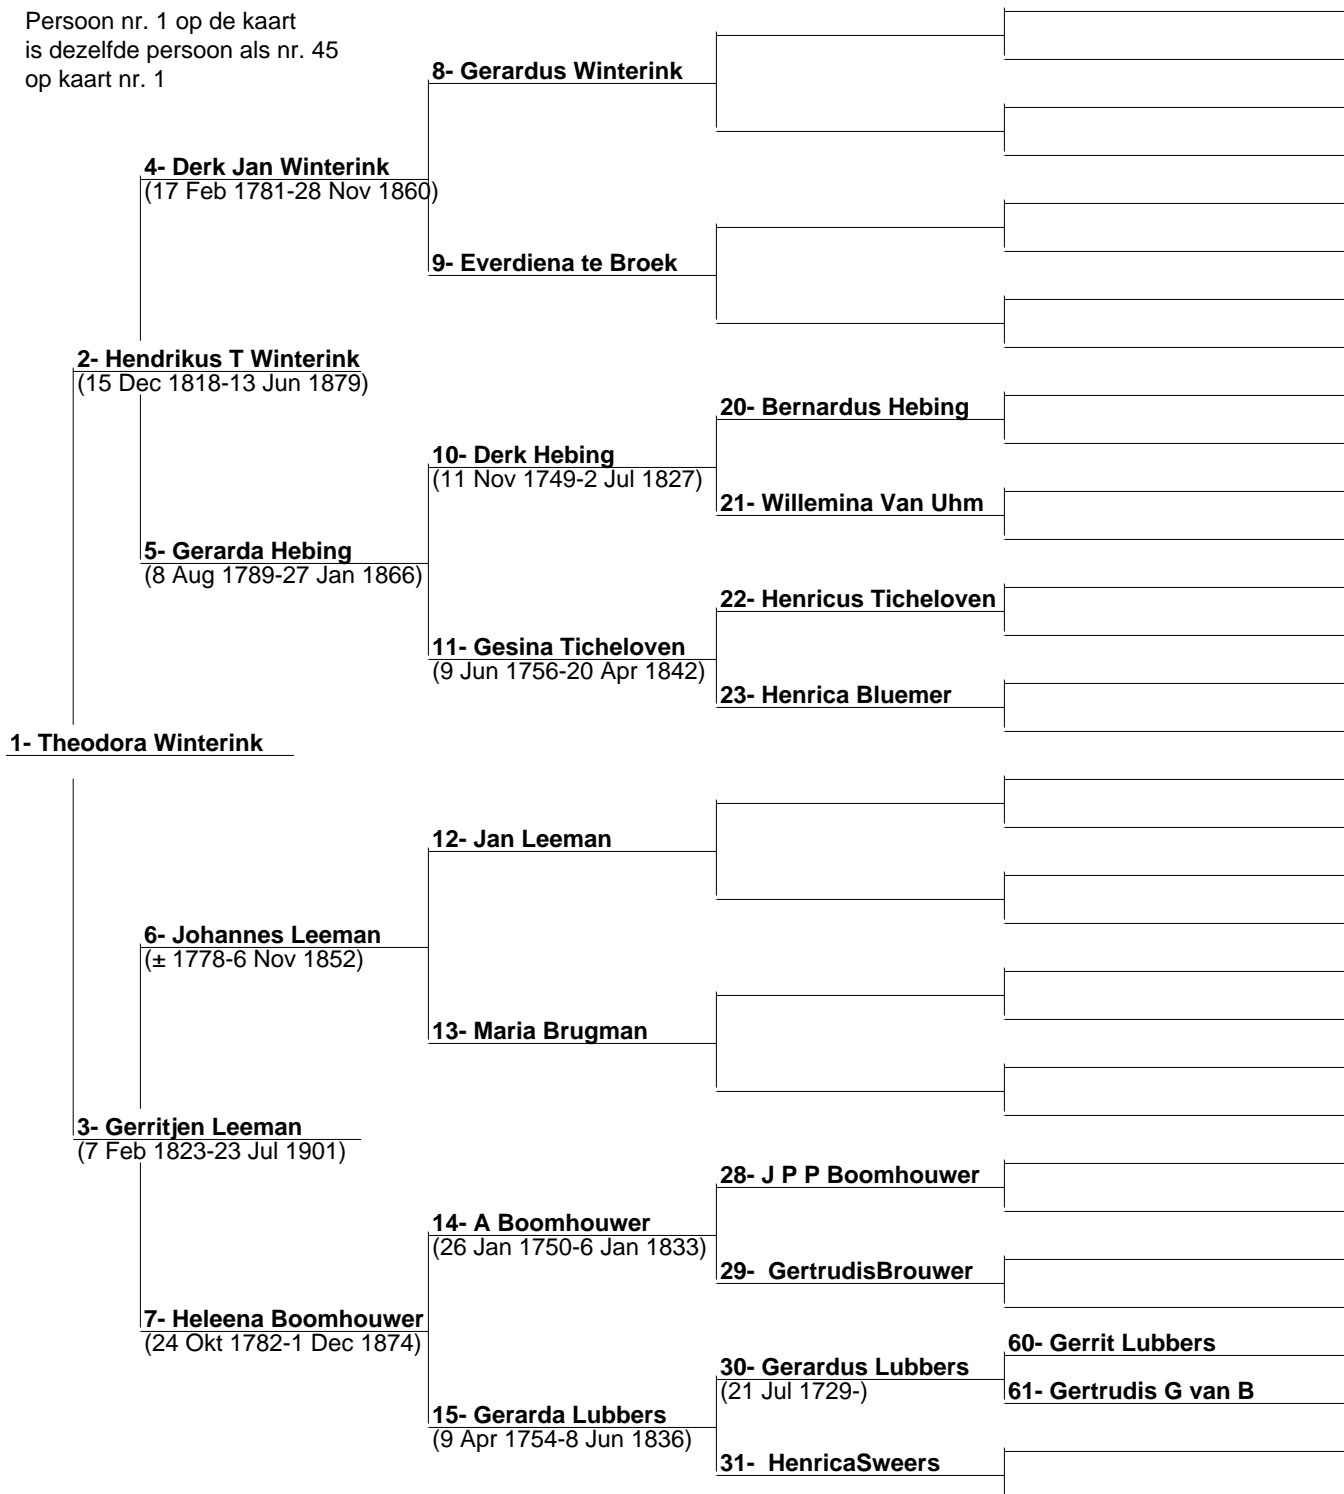 Persoon nr. 1 op de kaart
is dezelfde persoon als nr. 45
op kaart nr. 1
8- Gerardus Winterink
4- Derk Jan Winterink
(17 Feb 1781-28 Nov 1860)
9- Everdiena te Broek
2- Hendrikus T Winterink
(15 Dec 1818-13 Jun 1879)
20- Bernardus Hebing
10- Derk Hebing
(11 Nov 1749-2 Jul 1827)
21- Willemina Van Uhm
5- Gerarda Hebing
(8 Aug 1789-27 Jan 1866)
22- Henricus Ticheloven
11- Gesina Ticheloven
(9 Jun 1756-20 Apr 1842)
23- Henrica Bluemer
1- Theodora Winterink
12- Jan Leeman
6- Johannes Leeman
(± 1778-6 Nov 1852)
13- Maria Brugman
3- Gerritjen Leeman
(7 Feb 1823-23 Jul 1901)
28- J P P Boomhouwer
14- A Boomhouwer
(26 Jan 1750-6 Jan 1833)
29-  GertrudisBrouwer
7- Heleena Boomhouwer
(24 Okt 1782-1 Dec 1874)
60- Gerrit Lubbers
30- Gerardus Lubbers
(21 Jul 1729-)
61- Gertrudis G van B
15- Gerarda Lubbers
(9 Apr 1754-8 Jun 1836)
31-  HenricaSweers